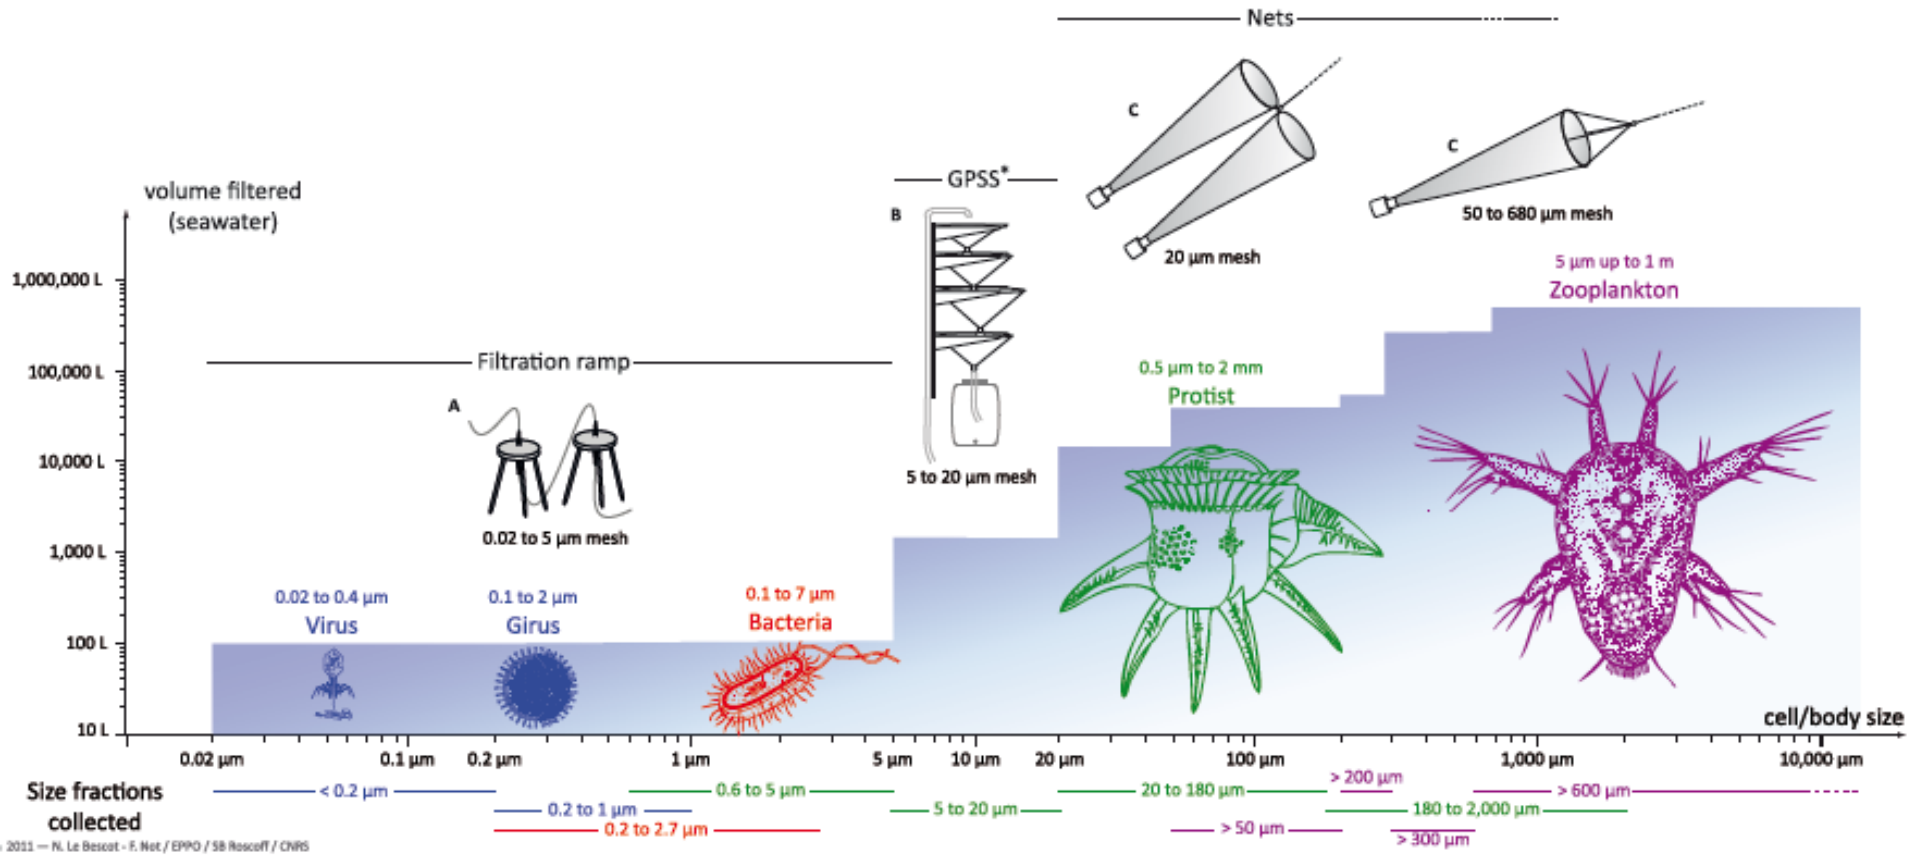 Nets
C
C
GPSS*
B
50 to 680 µm mesh
20 µm mesh
volume filtered
(seawater)
5 µm up to 1 m
Zooplankton
1,000,000 L
Filtration ramp
100,000 L
0.5 µm to 2 mm
Protist
A
10,000 L
5 to 20 µm mesh
0.02 to 5 µm mesh
1,000 L
0.02 to 0.4 µm
Virus
0.1 to 2 µm
Girus
0.1 to 7 µm
Bacteria
100 L
10 L
cell/body size
0.02 µm 0.1 µm 0.2 µm 1 µm 5 µm 10 µm 20 µm 100 µm 1,000 µm 10,000 µm
Size fractions
collected
< 0.2 µm
0.6 to 5 µm
20 to 180 µm
> 200 µm
> 600 µm
0.2 to 1 µm
5 to 20 µm
180 to 2,000 µm
0.2 to 2.7 µm
> 50 µm
> 300 µm
2011 — N. Le Bescot - F. Not / EPPO / SB Roscoff / CNRS